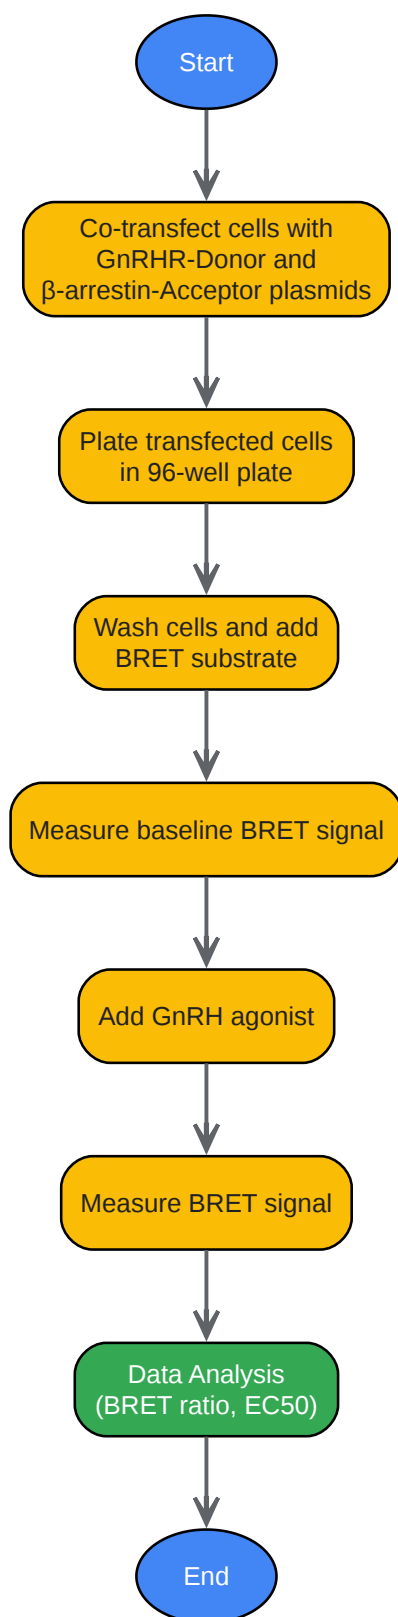 Start
Co-transfect cells with
GnRHR-Donor and
β-arrestin-Acceptor plasmids
Plate transfected cells
in 96-well plate
Wash cells and add
BRET substrate
Measure baseline BRET signal
Add GnRH agonist
Measure BRET signal
Data Analysis
(BRET ratio, EC50)
End